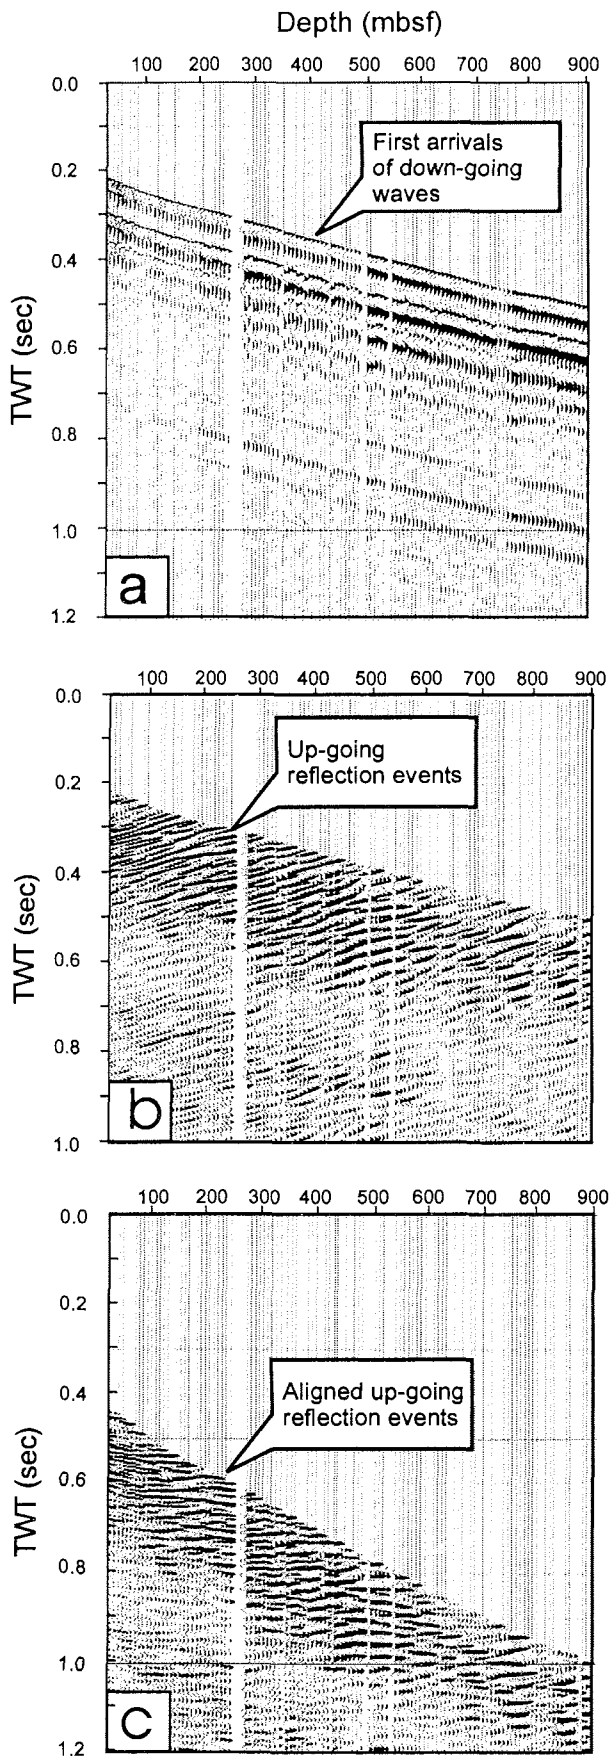 Depth (mbsf)
100 200 300 400 500 600 700 800 900
0.0
0.2
0.4
0.6
0.8
1.0
1.2
TWT (sec)
First arrivals
of down-going
waves
a
100 200 300 400 500 600 700 800 900
0.0
0.2
0.4
0.6
0.8
1.0
TWT (sec)
Up-going
reflection events
b
100 200 300 400 500 600 700 800 900
0.0
0.2
0.4
0.6
0.8
1.0
1.2
TWT (sec)
Aligned up-going
reflection events
c